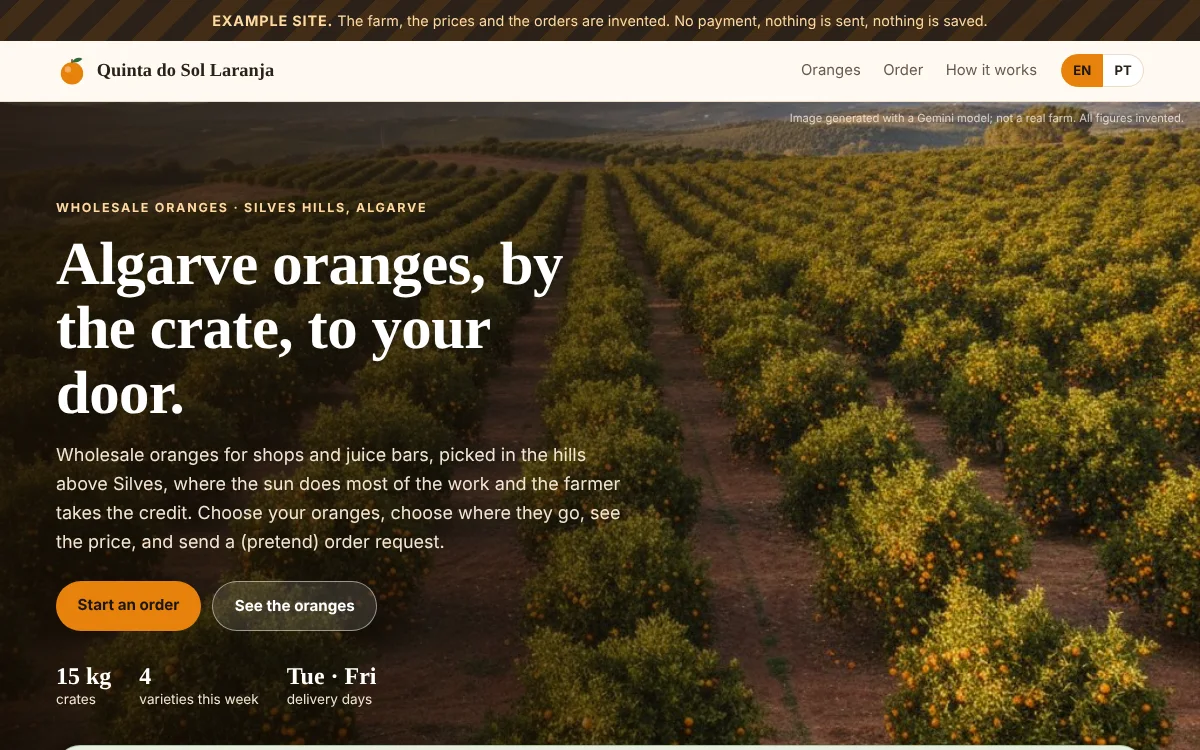 EXAMPLE SITE. The farm, the prices and the orders are invented. No payment, nothing is sent, nothing is saved.
Quinta do Sol Laranja
Oranges
Order
How it works
EN
PT
Image generated with a Gemini model; not a real farm. All figures invented.
WHOLESALE ORANGES · SILVES HILLS, ALGARVE
Algarve oranges, by
the crate, to your
door.
Wholesale oranges for shops and juice bars, picked in the hills
above Silves, where the sun does most of the work and the farmer
takes the credit. Choose your oranges, choose where they go, see
the price, and send a (pretend) order request.
Start an order
See the oranges
15 kg
crates
4
varieties this week
Tue · Fri
delivery days